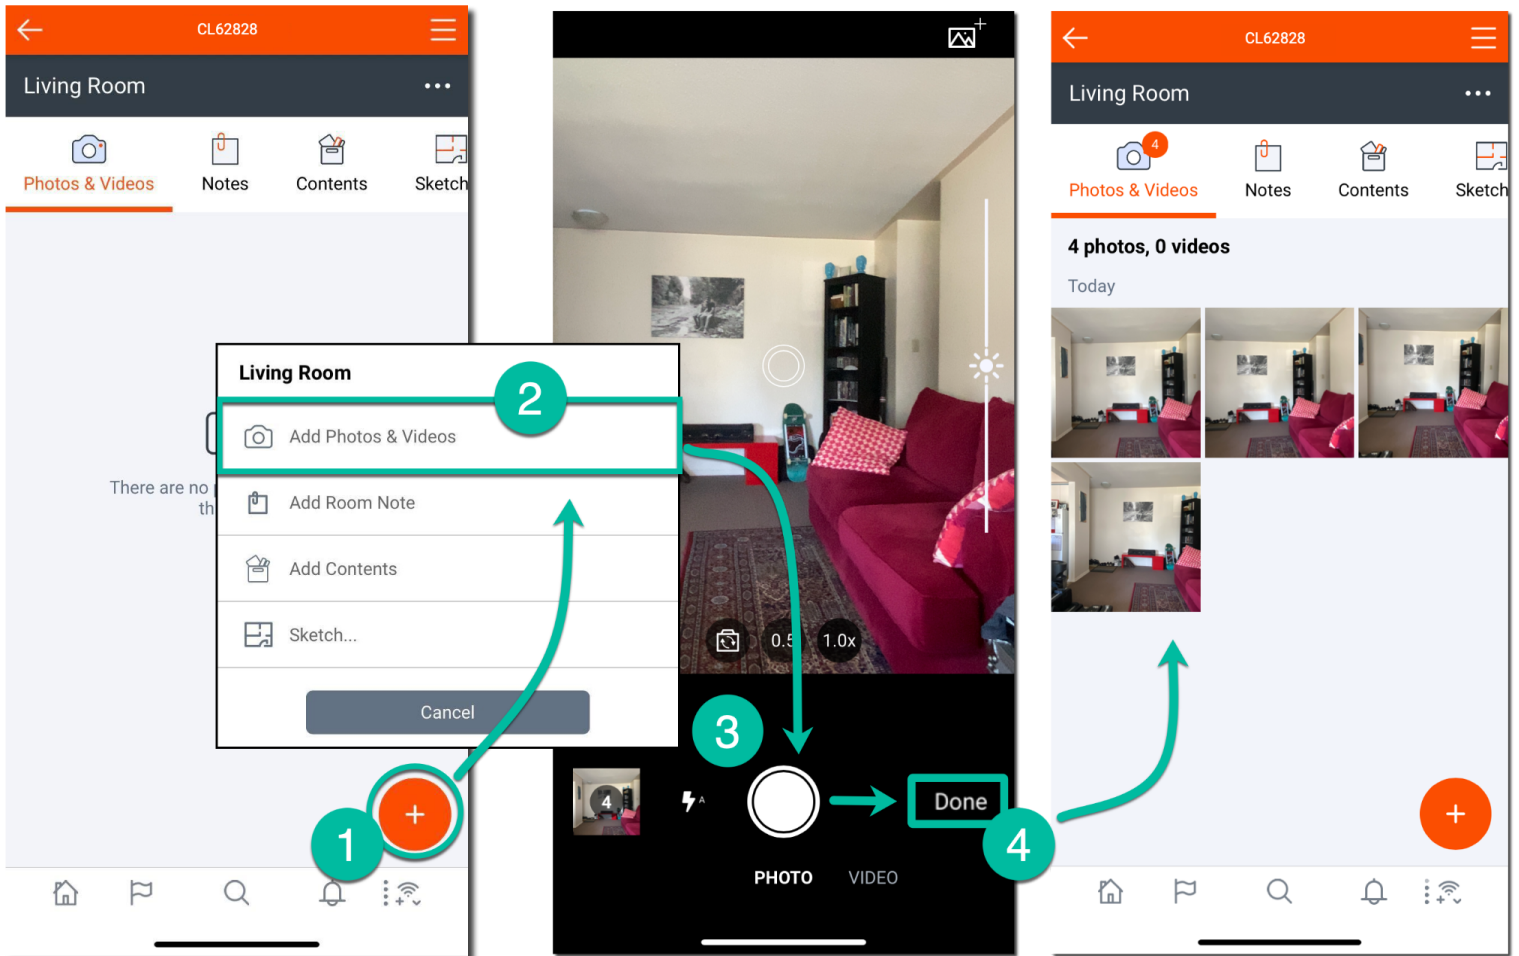 CL62828
Living Room
Photos & Videos
Notes
Contents
Sketch
There are no
th
Living Room
2
Add Photos & Videos
Add Room Note
Add Contents
Sketch...
Cancel
1
+
0.5
1.0x
3
4
A
Done
4
PHOTO
VIDEO
CL62828
Living Room
4
Photos & Videos
Notes
Contents
Sketch
4 photos, 0 videos
Today
+